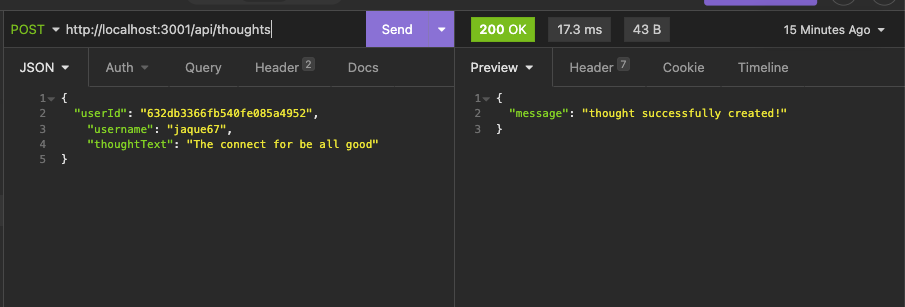 POST http://localhost:3001/api/thoughts Send 200 OK 17.3 ms 43 B 15 Minutes Ago
JSON Auth Query Header 2 Docs Preview Header 7 Cookie Timeline
1 {
2 "userId": "632db3366fb540fe085a4952",
3 "username": "jaque67",
4 "thoughtText": "The connect for be all good"
5 }
1 {
2 "message": "thought successfully created!"
3 }